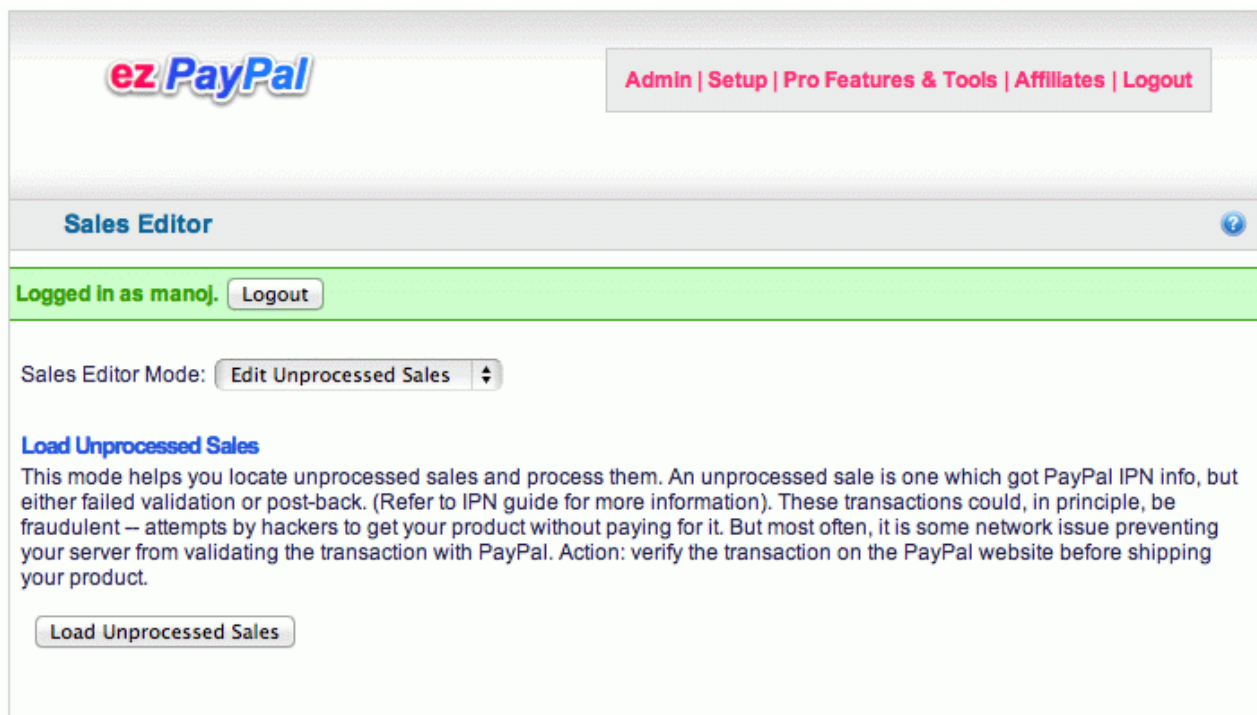 ez PayPal
Admin | Setup | Pro Features & Tools | Affiliates | Logout
Sales Editor
?
Logged in as manoj. Logout
Sales Editor Mode: Edit Unprocessed Sales
Load Unprocessed Sales
This mode helps you locate unprocessed sales and process them. An unprocessed sale is one which got PayPal IPN info, but
either failed validation or post-back. (Refer to IPN guide for more information). These transactions could, in principle, be
fraudulent -- attempts by hackers to get your product without paying for it. But most often, it is some network issue preventing
your server from validating the transaction with PayPal. Action: verify the transaction on the PayPal website before shipping
your product.
Load Unprocessed Sales